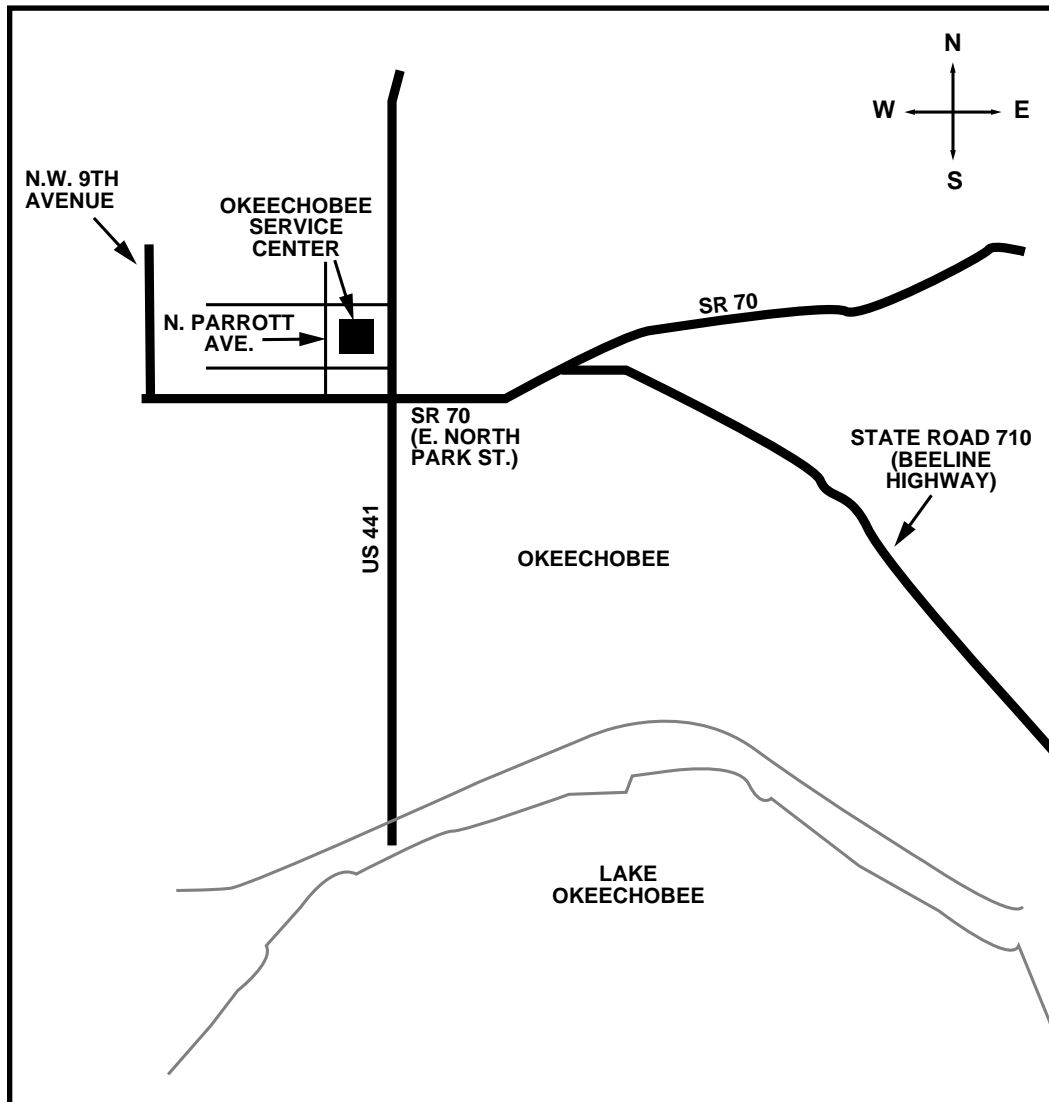 N
W
E
S
N.W. 9TH
AVENUE
OKEECHOBEE
SERVICE
CENTER
N. PARROTT
AVE.
SR 70
SR 70
(E. NORTH
PARK ST.)
STATE ROAD 710
(BEELINE
HIGHWAY)
US 441
OKEECHOBEE
LAKE
OKEECHOBEE